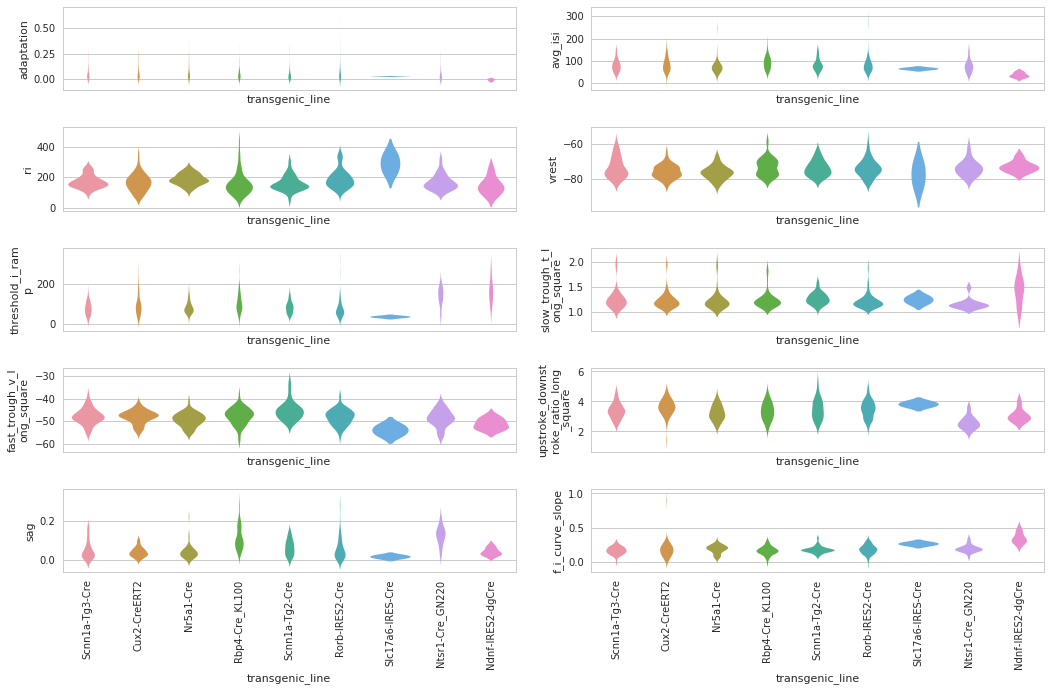 adaptation
0.50
0.25
0.00
transgenic_line
avg_isi
300
200
100
0
transgenic_line
ri
400
200
0
transgenic_line
vrest
−60
−80
transgenic_line
threshold_i_ram
p
200
0
transgenic_line
slow_trough_t_l
ong_square
2.0
1.5
1.0
transgenic_line
fast_trough_v_l
ong_square
−30
−40
−50
−60
transgenic_line
upstroke_downst
roke_ratio_long
_square
6
4
2
transgenic_line
sag
0.2
0.0
Scnn1a-Tg3-Cre
Cux2-CreERT2
Nr5a1-Cre
Rbp4-Cre_KL100
Scnn1a-Tg2-Cre
Rorb-IRES2-Cre
Slc17a6-IRES-Cre
Ntsr1-Cre_GN220
Ndnf-IRES2-dgCre
transgenic_line
f_i_curve_slope
1.0
0.5
0.0
Scnn1a-Tg3-Cre
Cux2-CreERT2
Nr5a1-Cre
Rbp4-Cre_KL100
Scnn1a-Tg2-Cre
Rorb-IRES2-Cre
Slc17a6-IRES-Cre
Ntsr1-Cre_GN220
Ndnf-IRES2-dgCre
transgenic_line